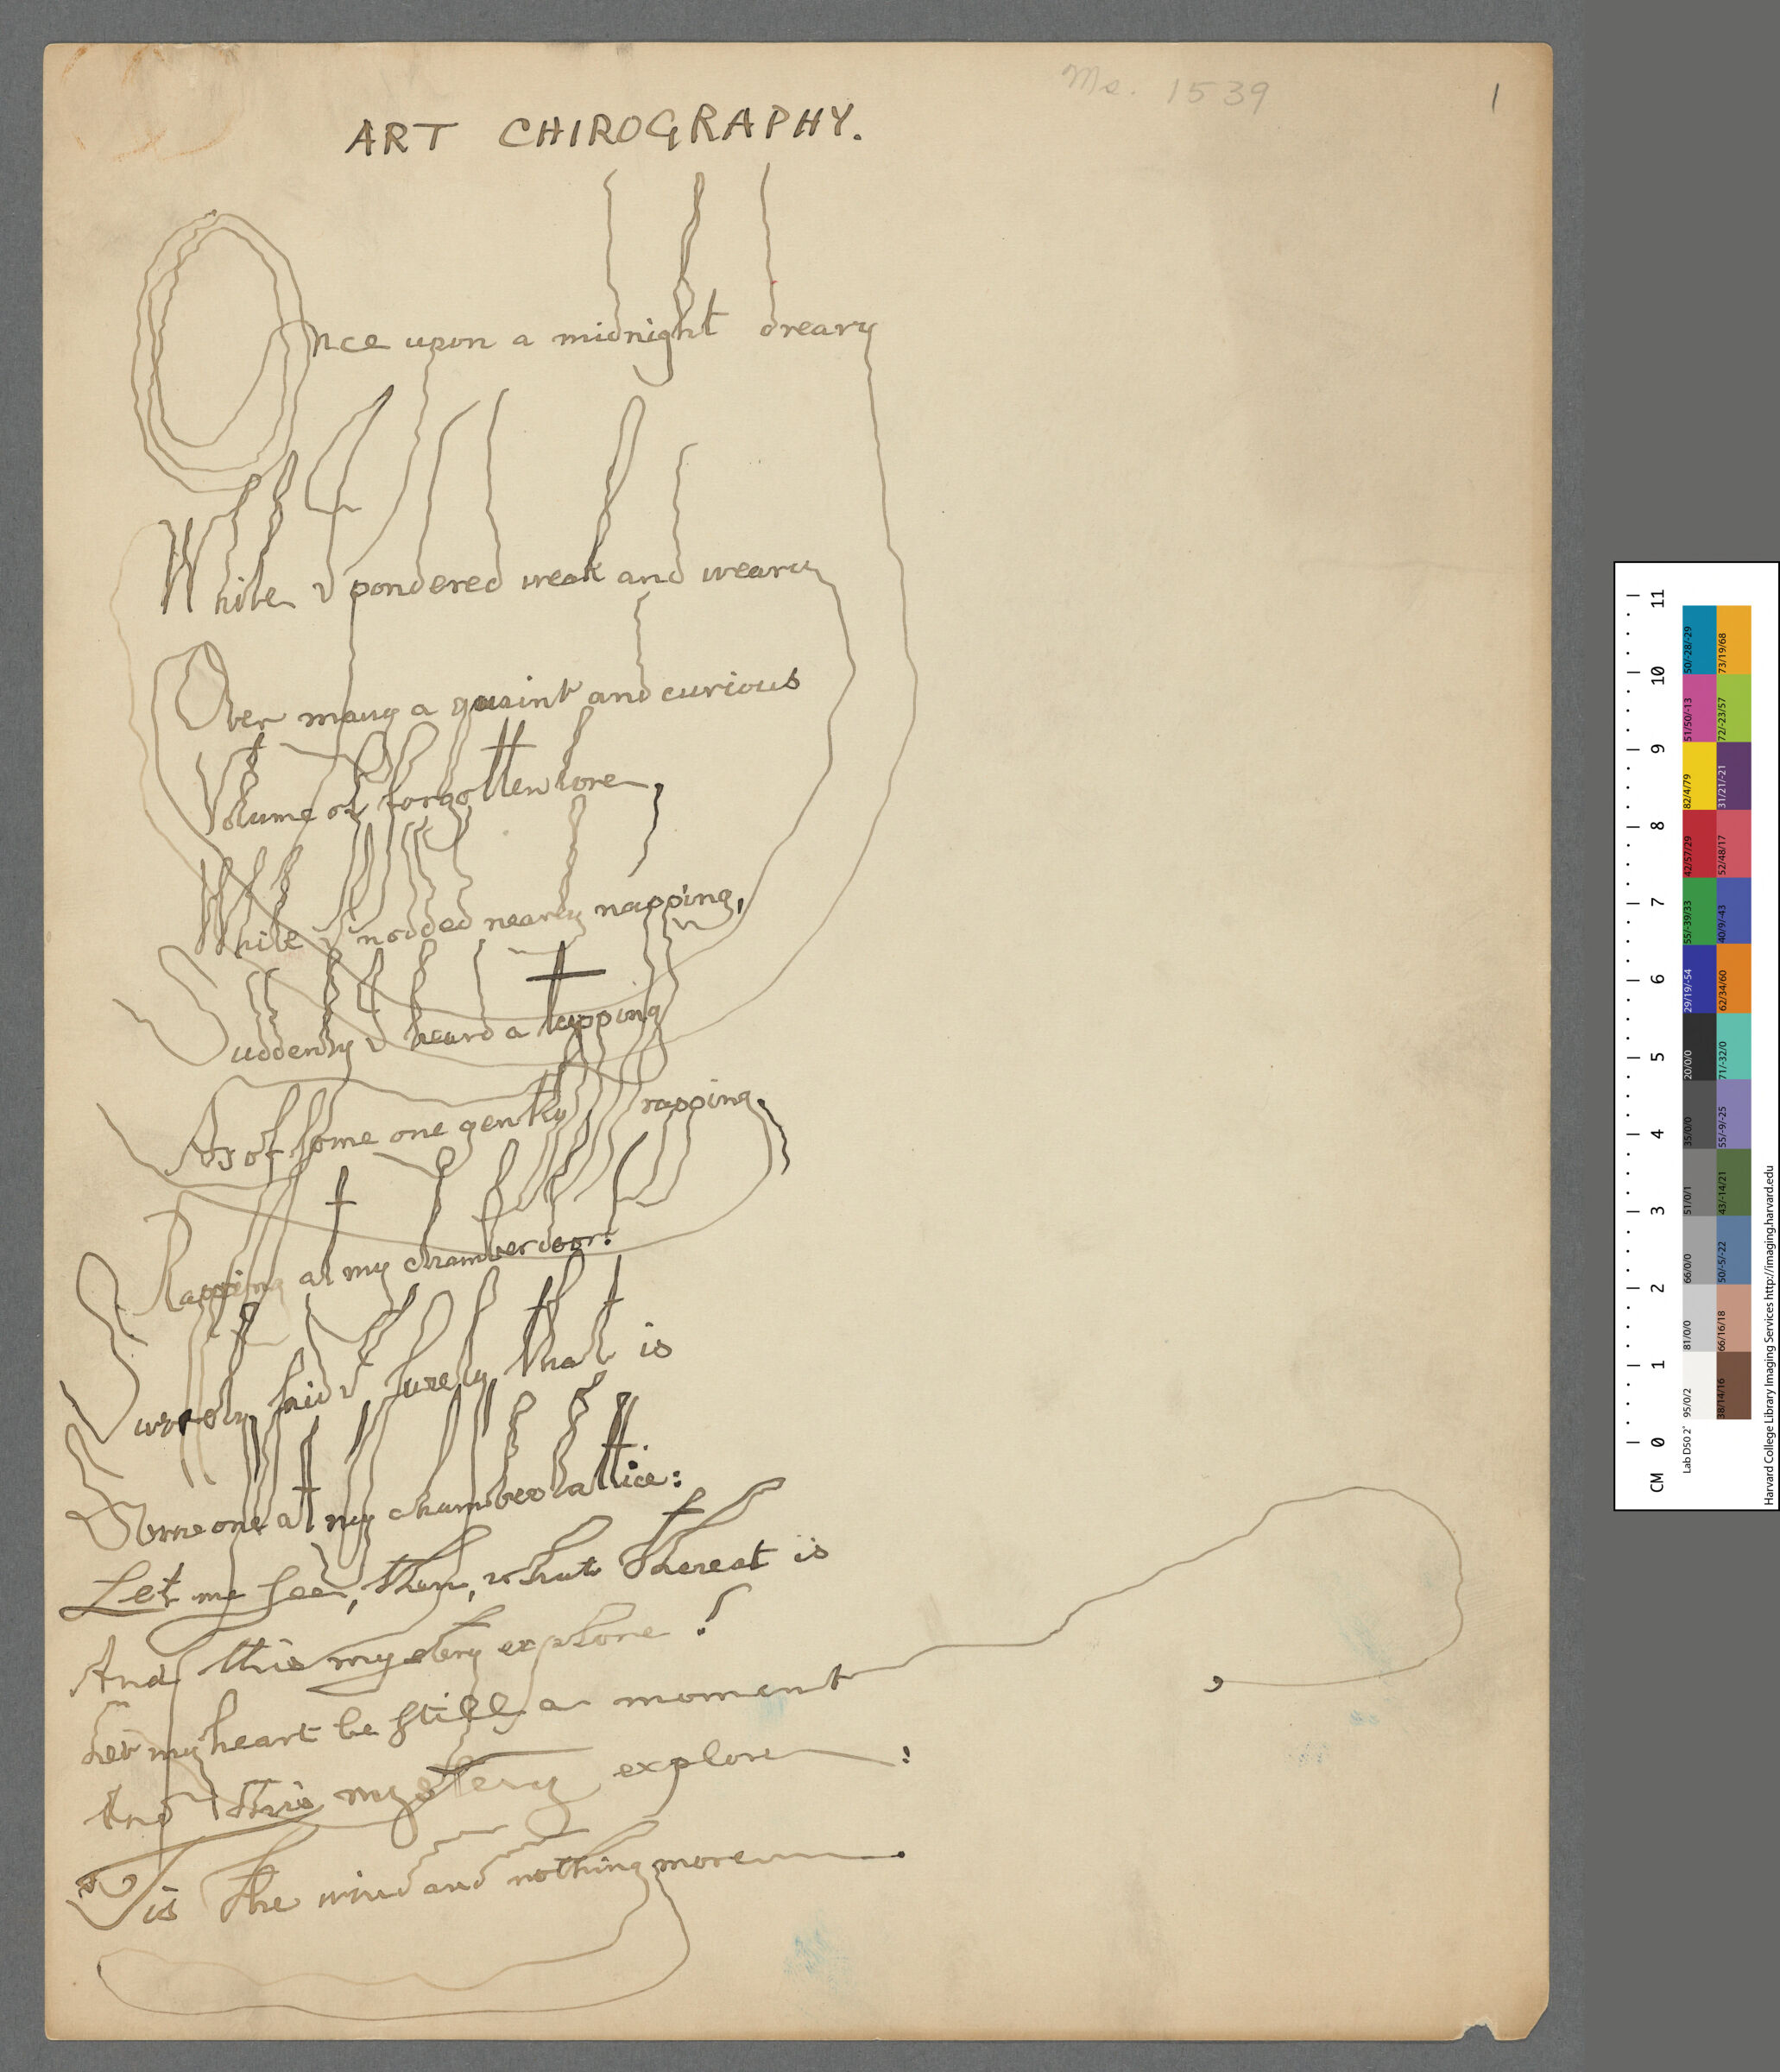 Ms. 1539
1
ART CHIROGRAPHY.
Once upon a midnight dreary
While I pondered weak and weary
Over many a quaint and curious
Volume of forgotten lore,
While I nodded nearly napping,
Suddenly I heard a tapping
As of some one gently rapping,
Rapping at my chamber door.
Surely said I surely that is
Some one at my chamber lattice:
Let me see, then, what thereat is
And this mystery explore!
Let my heart be still a moment,
And this mystery explore:
Tis the wind and nothing more.
CM 0 1 2 3 4 5 6 7 8 9 10 11
Lab D50 2°
95/0/2
81/0/0
66/0/0
51/0/1
35/0/0
20/0/0
29/19/-54
55/-39/33
42/57/29
82/4/79
51/50/-13
50/-28/-29
38/14/16
66/16/18
50/-5/-22
43/-14/21
55/-9/-25
71/-32/0
62/34/60
40/9/-43
52/48/17
31/21/-21
72/-23/57
73/19/68
Harvard College Library Imaging Services http://imaging.harvard.edu